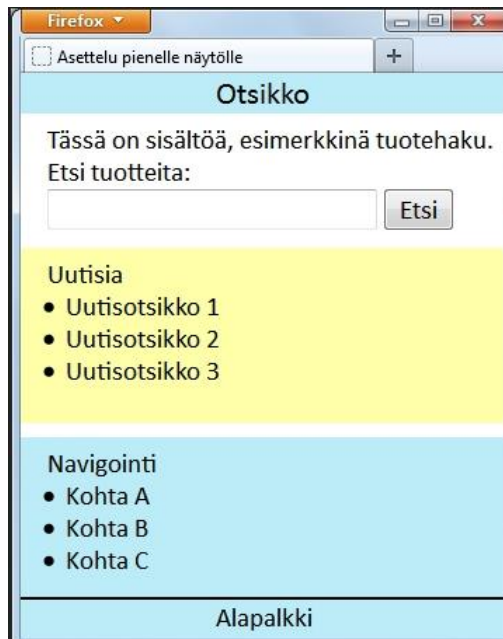 Firefox
Asettelu pienelle näytölle
Otsikko
Tässä on sisältöä, esimerkkinä tuotehaku.
Etsi tuotteita:
Etsi
Uutisia
• Uutisotsikko 1
• Uutisotsikko 2
• Uutisotsikko 3
Navigointi
• Kohta A
• Kohta B
• Kohta C
Alapalkki